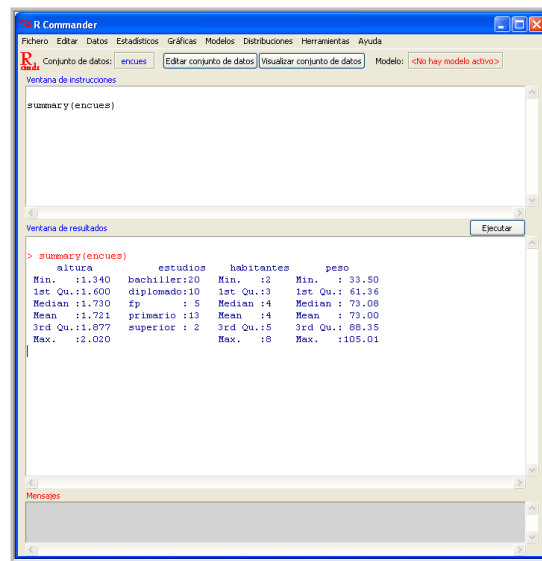 R Commander
Fichero Editar Datos Estadísticos Gráficas Modelos Distribuciones Herramientas Ayuda
R Cmdr Conjunto de datos: encues Editar conjunto de datos Visualizar conjunto de datos Modelo: <No hay modelo activo>
Ventana de instrucciones
summary(encues)
Ventana de resultados Ejecutar
> summary(encues)
altura estudios habitantes peso
Min. :1.340 bachiller:20 Min. :2 Min. : 33.50
1st Qu.:1.600 diplomado:10 1st Qu.:3 1st Qu.: 61.36
Median :1.730 fp : 5 Median :4 Median : 73.08
Mean :1.721 primario :13 Mean :4 Mean : 73.00
3rd Qu.:1.877 superior : 2 3rd Qu.:5 3rd Qu.: 88.35
Max. :2.020 Max. :8 Max. :105.01
Mensajes